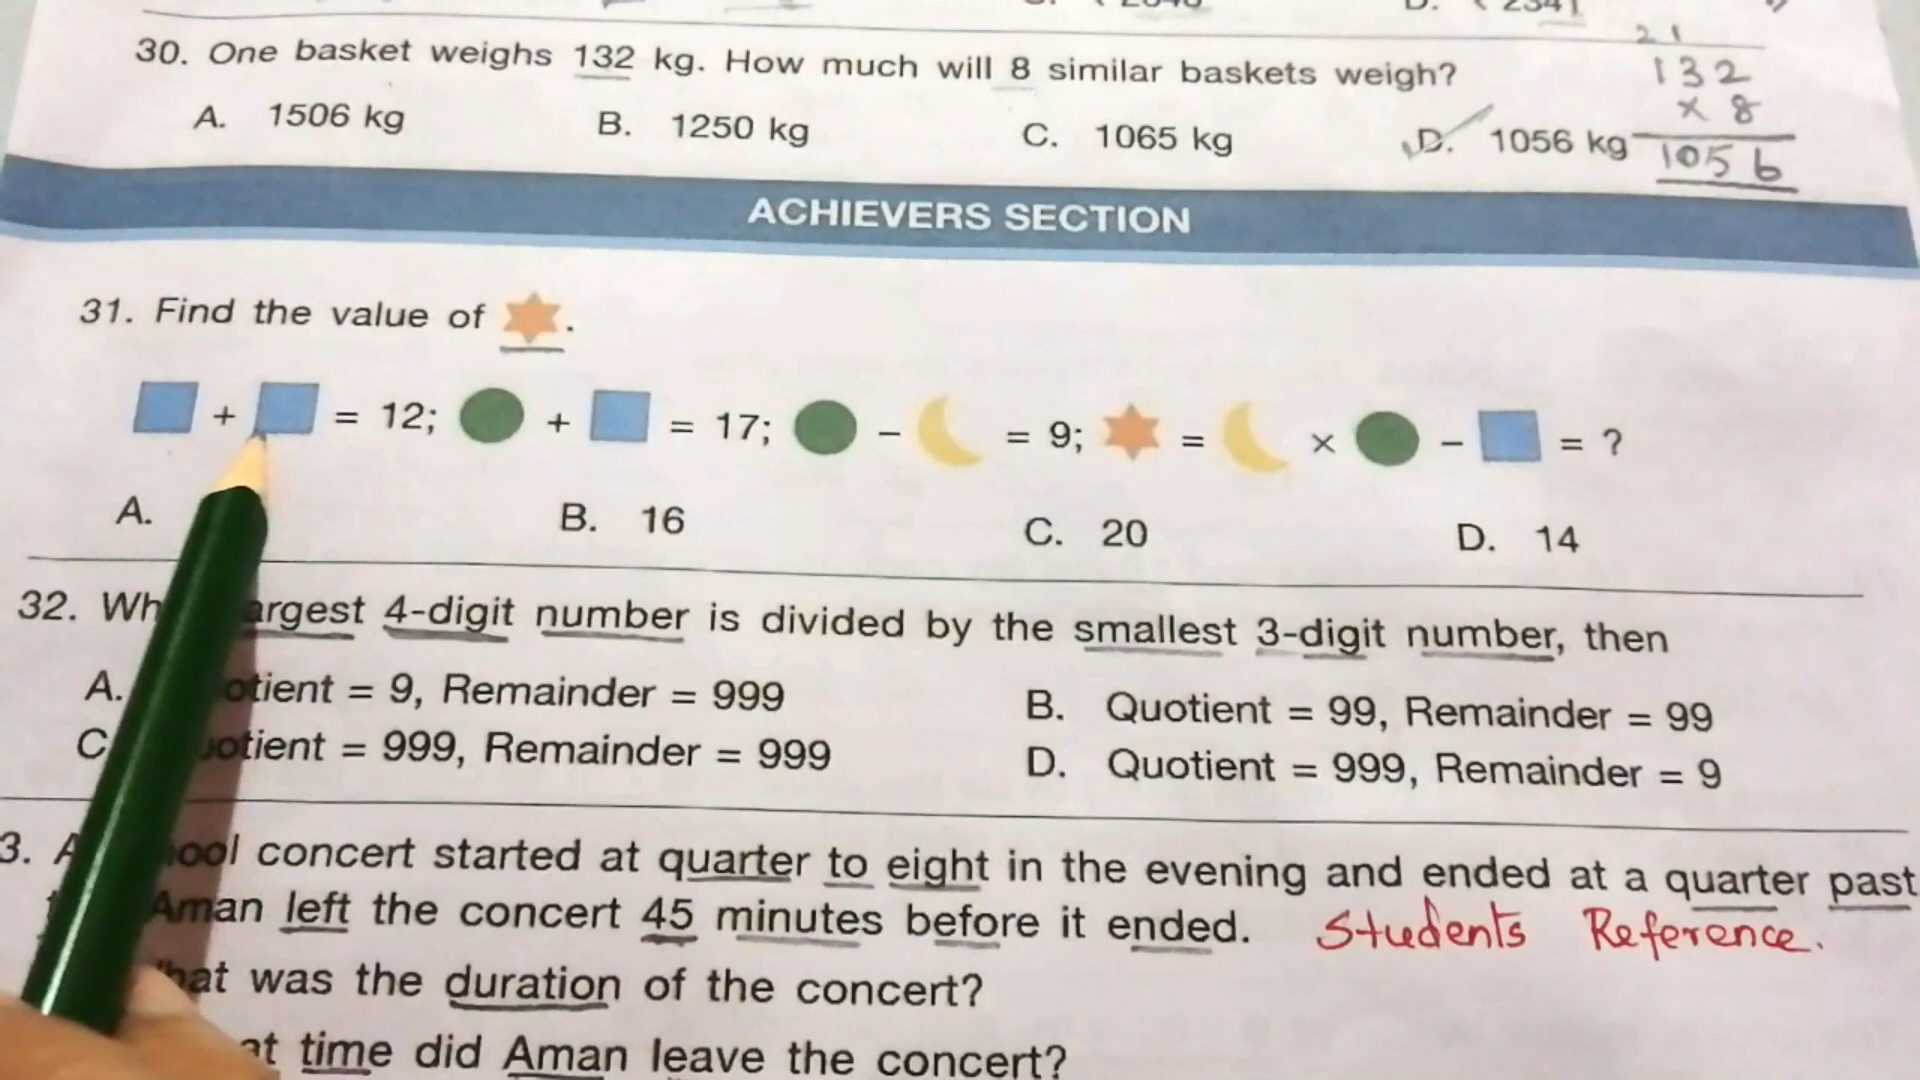 30. One basket weighs 132 kg. How much will 8 similar baskets weigh?
A. 1506 kg B. 1250 kg C. 1065 kg D. 1056 kg
21
132
× 8
1056
ACHIEVERS SECTION
31. Find the value of .
+ = 12; + = 17; − = 9; = × − = ?
A. B. 16 C. 20 D. 14
32. argest 4-digit number is divided by the smallest 3-digit number, then
A. otient = 9, Remainder = 999 B. Quotient = 99, Remainder = 99
C otient = 999, Remainder = 999 D. Quotient = 999, Remainder = 9
3. A ool concert started at quarter to eight in the evening and ended at a quarter past
Aman left the concert 45 minutes before it ended. Students Reference.
hat was the duration of the concert?
at time did Aman leave the concert?